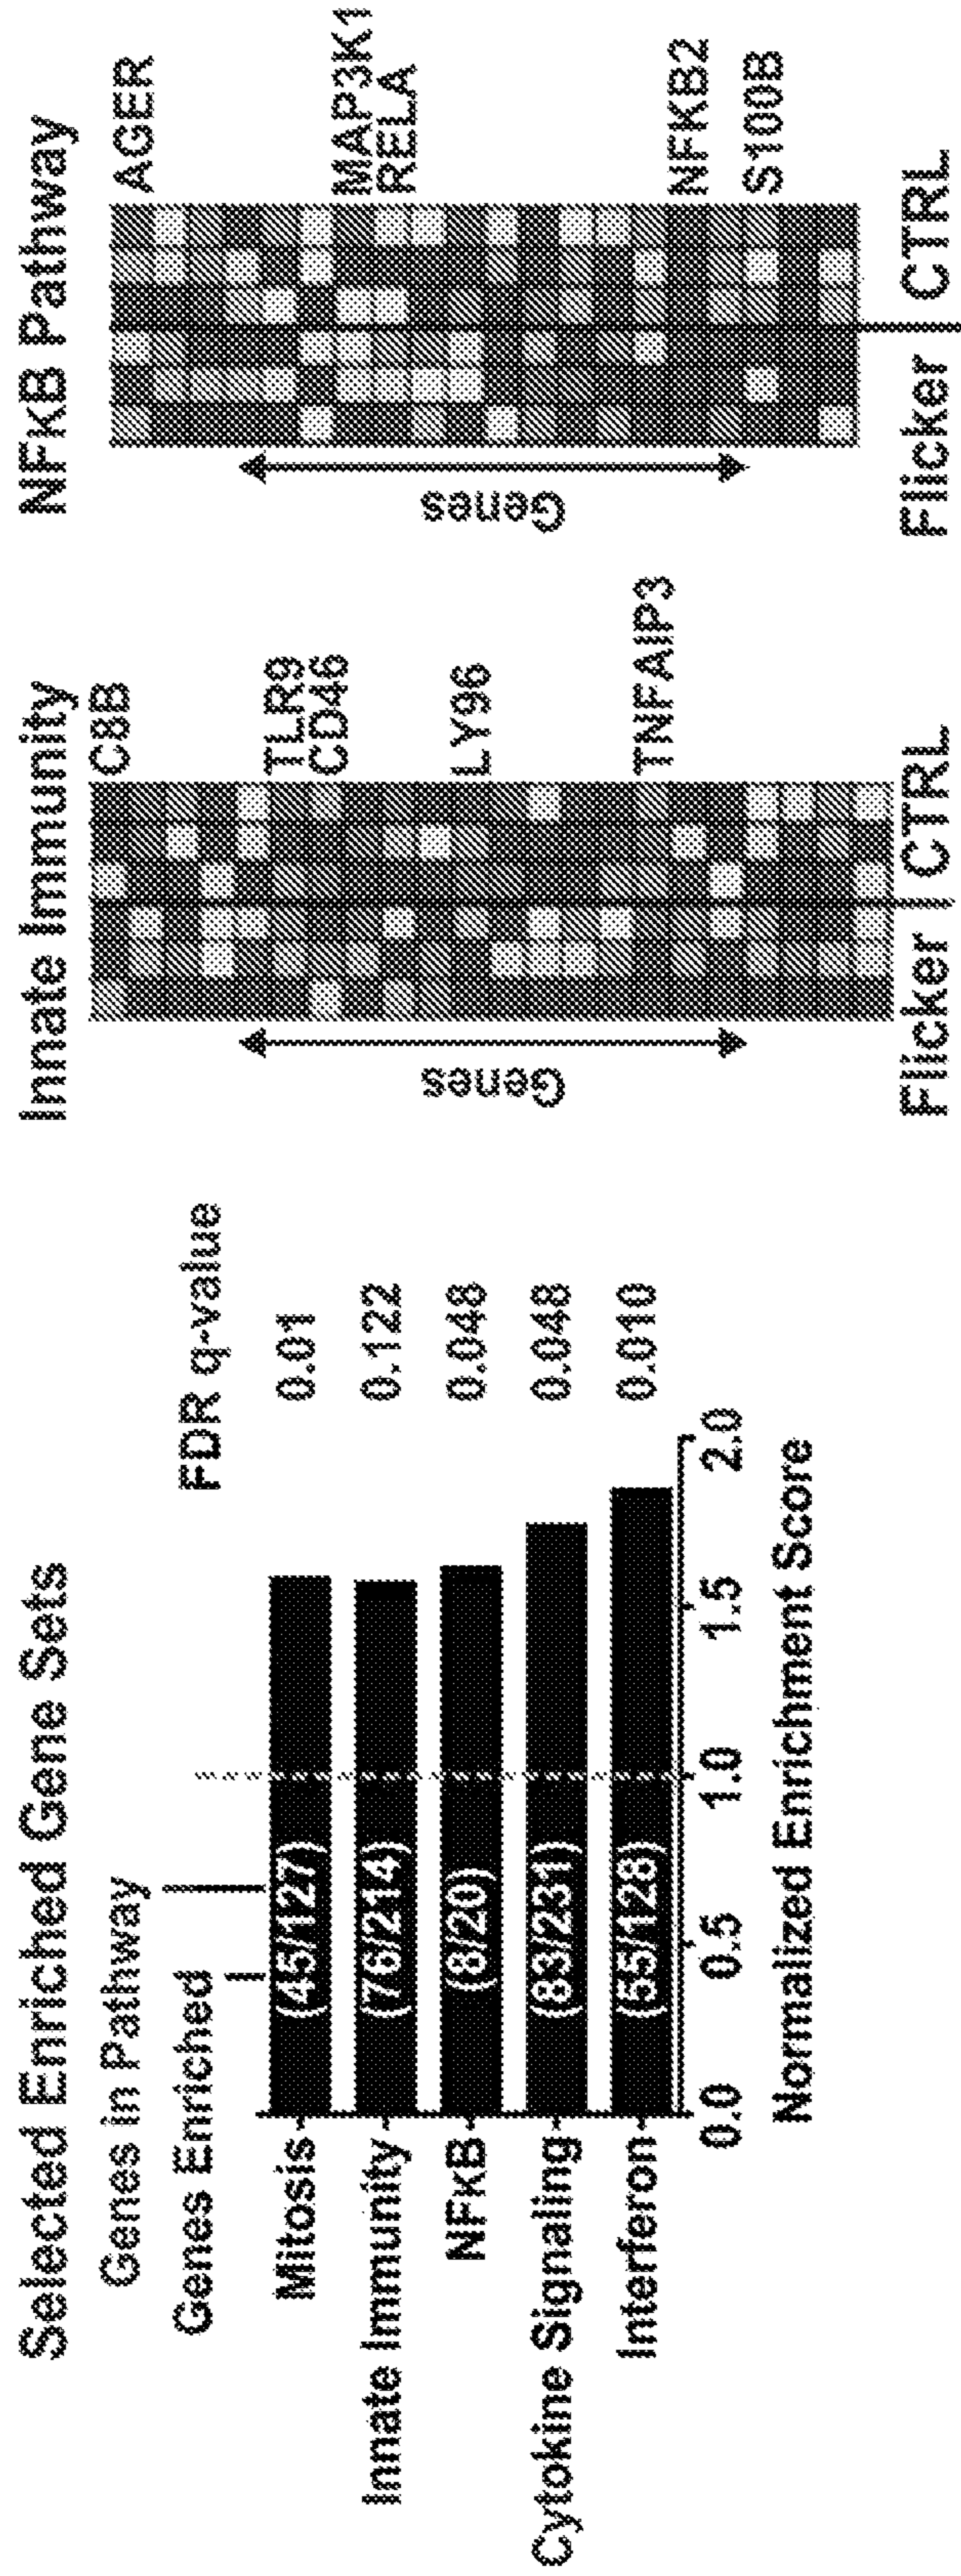 Selected Enriched Gene Sets
Genes in Pathway
Genes Enriched
FDR q-value
Mitosis (45/127) 0.01
Innate Immunity (76/214) 0.122
NFκB (8/20) 0.048
Cytokine Signaling (83/231) 0.048
Interferon (55/128) 0.010
0.0 0.5 1.0 1.5 2.0
Normalized Enrichment Score
Innate Immunity
Genes
C8B
TLR9
CD46
LY96
TNFAIP3
Flicker CTRL
NFκB Pathway
Genes
AGER
MAP3K1
RELA
NFKB2
S100B
Flicker CTRL